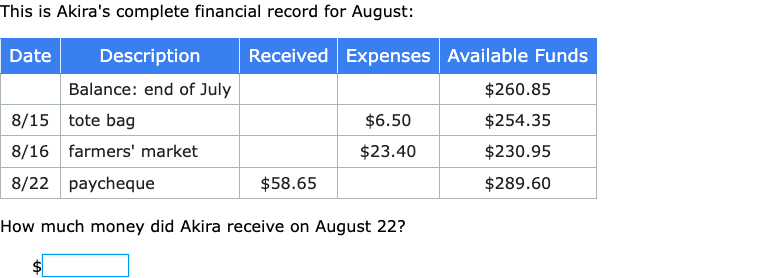 This is Akira's complete financial record for August:
Date Description Received Expenses Available Funds
Balance: end of July $260.85
8/15 tote bag $6.50 $254.35
8/16 farmers' market $23.40 $230.95
8/22 paycheque $58.65 $289.60
How much money did Akira receive on August 22?
$